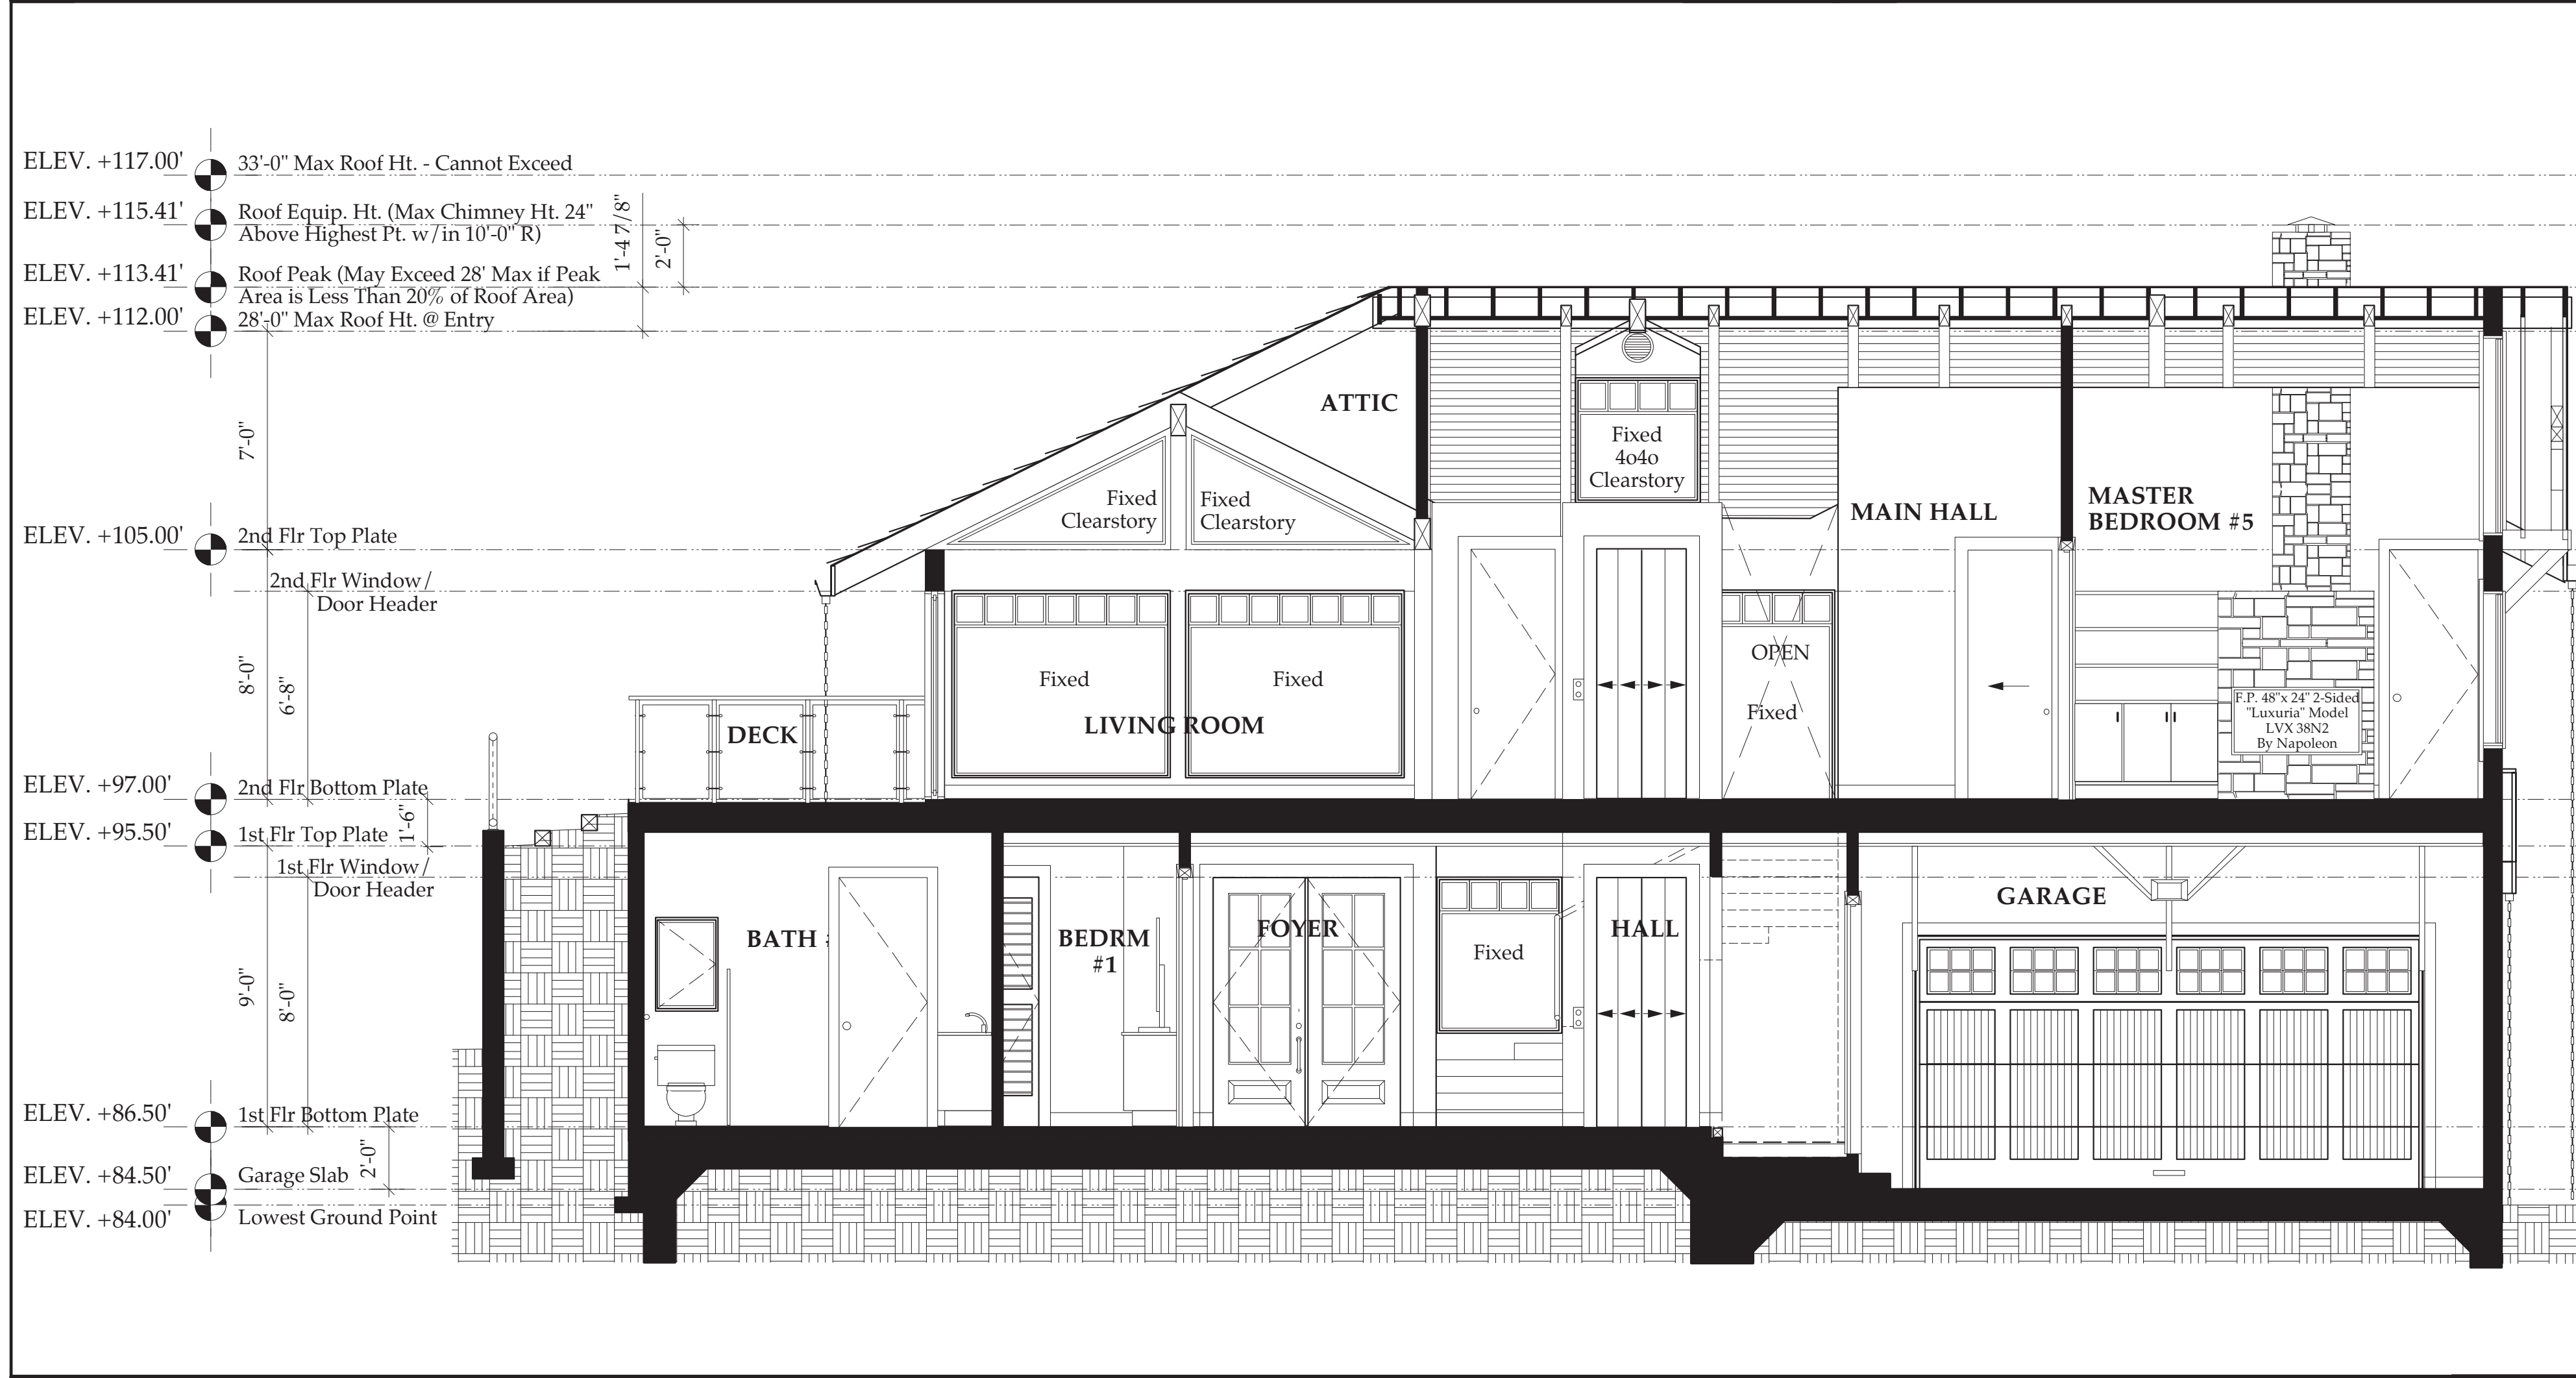 ELEV. +117.00'
33'-0" Max Roof Ht. - Cannot Exceed
ELEV. +115.41'
Roof Equip. Ht. (Max Chimney Ht. 24"
Above Highest Pt. w/in 10'-0" R)
1'-4 7/8"
2'-0"
ELEV. +113.41'
Roof Peak (May Exceed 28' Max if Peak
Area is Less Than 20% of Roof Area)
ELEV. +112.00'
28'-0" Max Roof Ht. @ Entry
7'-0"
ELEV. +105.00'
2nd Flr Top Plate
2nd Flr Window/
Door Header
8'-0"
6'-8"
ELEV. +97.00'
2nd Flr Bottom Plate
1'-6"
ELEV. +95.50'
1st Flr Top Plate
1st Flr Window/
Door Header
9'-0"
8'-0"
ELEV. +86.50'
1st Flr Bottom Plate
2'-0"
ELEV. +84.50'
Garage Slab
ELEV. +84.00'
Lowest Ground Point
ATTIC
Fixed
Clearstory
Fixed
Clearstory
Fixed
4040
Clearstory
MAIN HALL
MASTER
BEDROOM #5
DECK
Fixed
Fixed
LIVING ROOM
OPEN
Fixed
F.P. 48"x 24" 2-Sided
"Luxuria" Model
LVX 38N2
By Napoleon
BATH
BEDRM
#1
FOYER
Fixed
HALL
GARAGE